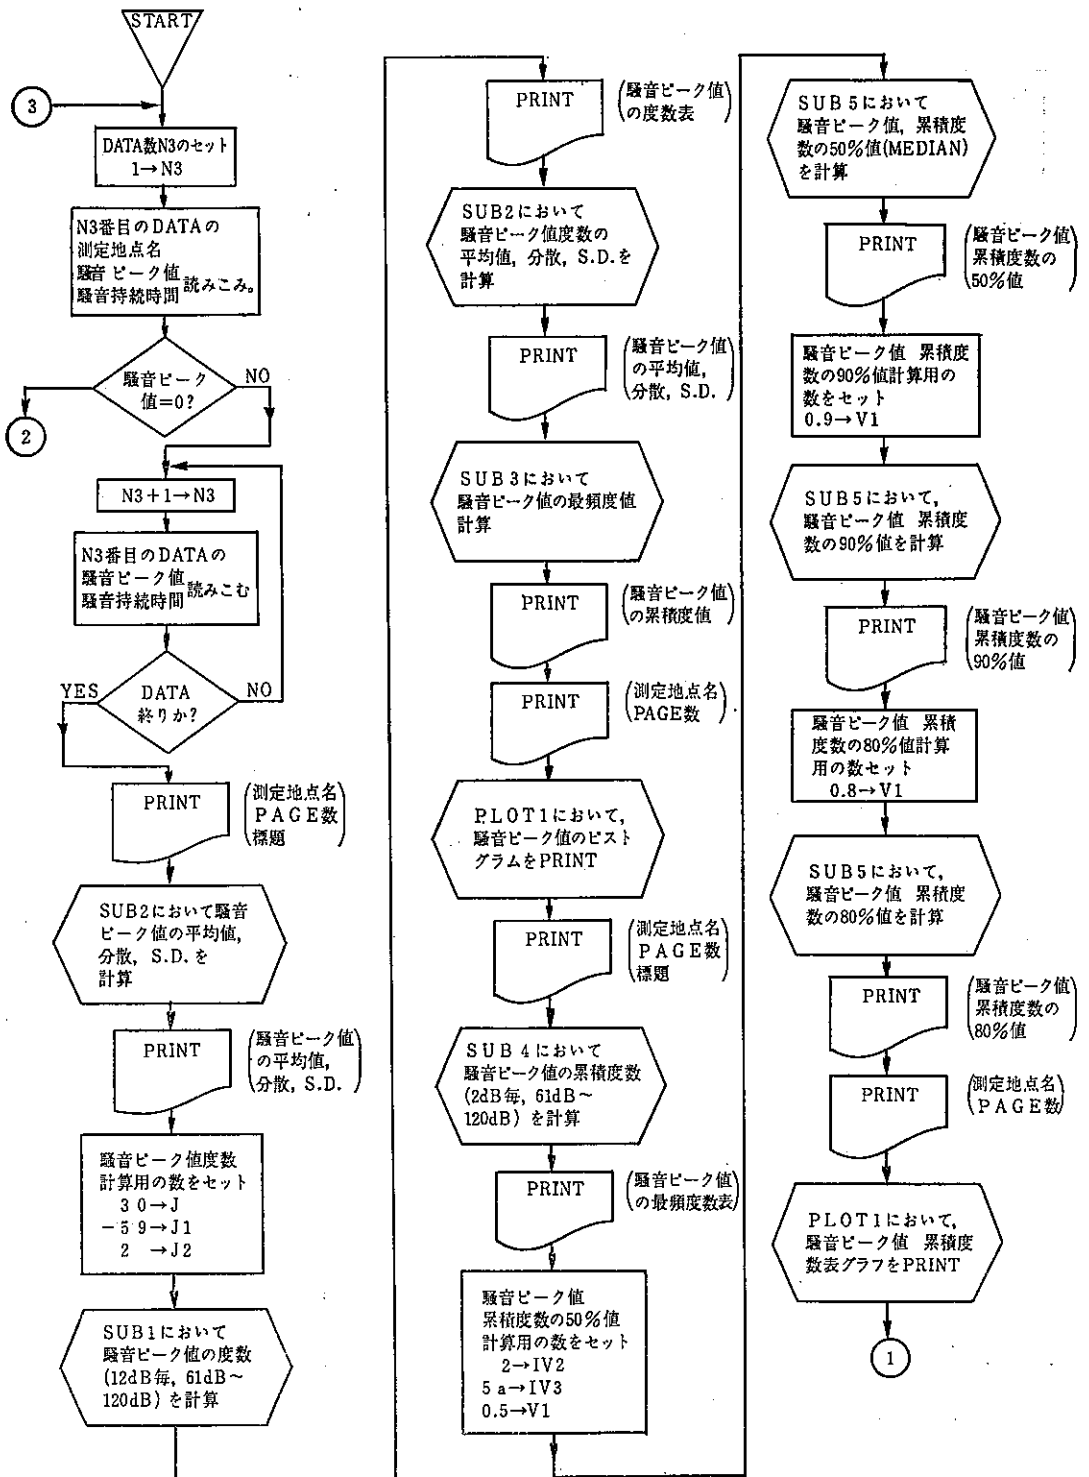 START
3
DATA数N3のセット
1→N3
N3番目のDATAの
測定地点名
騒音ピーク値
騒音持続時間 読みこみ。
騒音ピーク
値=0?
NO
2
N3+1→N3
N3番目のDATAの
騒音ピーク値
騒音持続時間 読みこむ
YES
DATA
終りか?
NO
PRINT
(測定地点名
PAGE数
標題)
SUB2において騒音
ピーク値の平均値,
分散, S.D.を
計算
PRINT
(騒音ピーク値
の平均値,
分散, S.D.)
騒音ピーク値度数
計算用の数をセット
30→J
-59→J1
2 →J2
SUB1において
騒音ピーク値の度数
(12dB毎, 61dB~
120dB) を計算
PRINT
(騒音ピーク値
の度数表)
SUB2において
騒音ピーク値度数の
平均値, 分散, S.D.を
計算
PRINT
(騒音ピーク値
の平均値,
分散, S.D.)
SUB3において
騒音ピーク値の最頻度値
計算
PRINT
(騒音ピーク値
の累積度値)
PRINT
(測定地点名
PAGE数)
PLOT1において,
騒音ピーク値のヒスト
グラムをPRINT
PRINT
(測定地点名
PAGE数
標題)
SUB4において
騒音ピーク値の累積度数
(2dB毎, 61dB~
120dB) を計算
PRINT
(騒音ピーク値
の最頻度数表)
騒音ピーク値
累積度数の50%値
計算用の数をセット
2→IV2
5a→IV3
0.5→V1
SUB5において
騒音ピーク値, 累積度
数の50%値(MEDIAN)
を計算
PRINT
(騒音ピーク値
累積度数の
50%値)
騒音ピーク値 累積度
数の90%値計算用の
数をセット
0.9→V1
SUB5において,
騒音ピーク値 累積度
数の90%値を計算
PRINT
(騒音ピーク値
累積度数の
90%値)
騒音ピーク値 累積
度数の80%値計算
用の数セット
0.8→V1
SUB5において,
騒音ピーク値 累積度
数の80%値を計算
PRINT
(騒音ピーク値
累積度数の
80%値)
PRINT
(測定地点名
PAGE数)
PLOT1において,
騒音ピーク値 累積度
数表グラフをPRINT
1